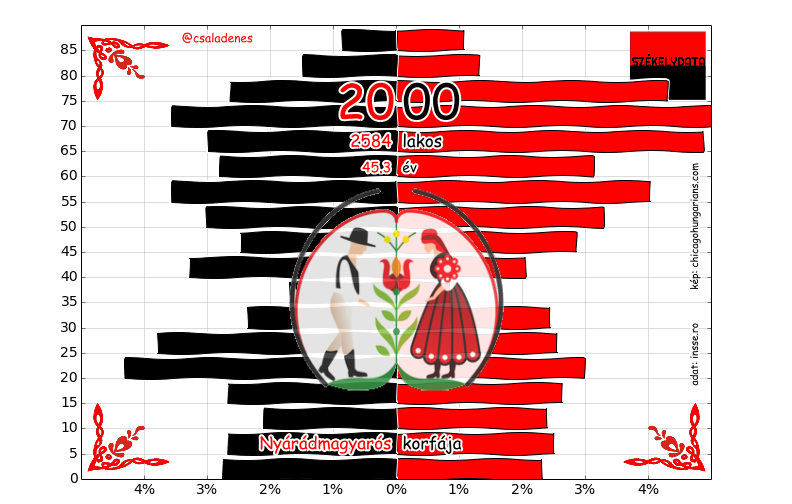 @csaladenes
SZÉKELYDATA
2000
2584 lakos
45.3 év
kép: chicagohungarians.com
adat: insse.ro
Nyárádmagyarós korfája
85
80
75
70
65
60
55
50
45
40
35
30
25
20
15
10
5
0
4% 3% 2% 1% 0% 1% 2% 3% 4%